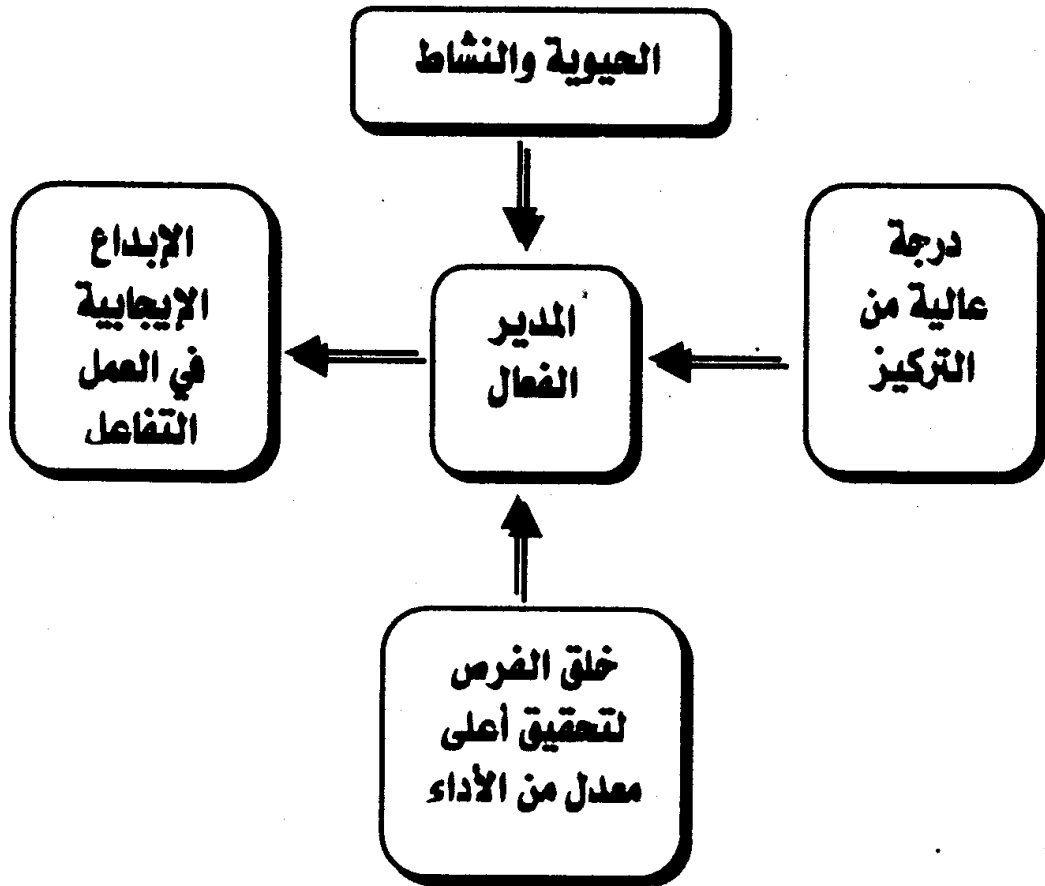 الحيوية والنشاط
درجة
عالية من
التركيز
المدير
الفعال
الإبداع
الإيجابية
في العمل
التفاعل
خلق الفرص
لتحقيق أعلى
معدل من الأداء